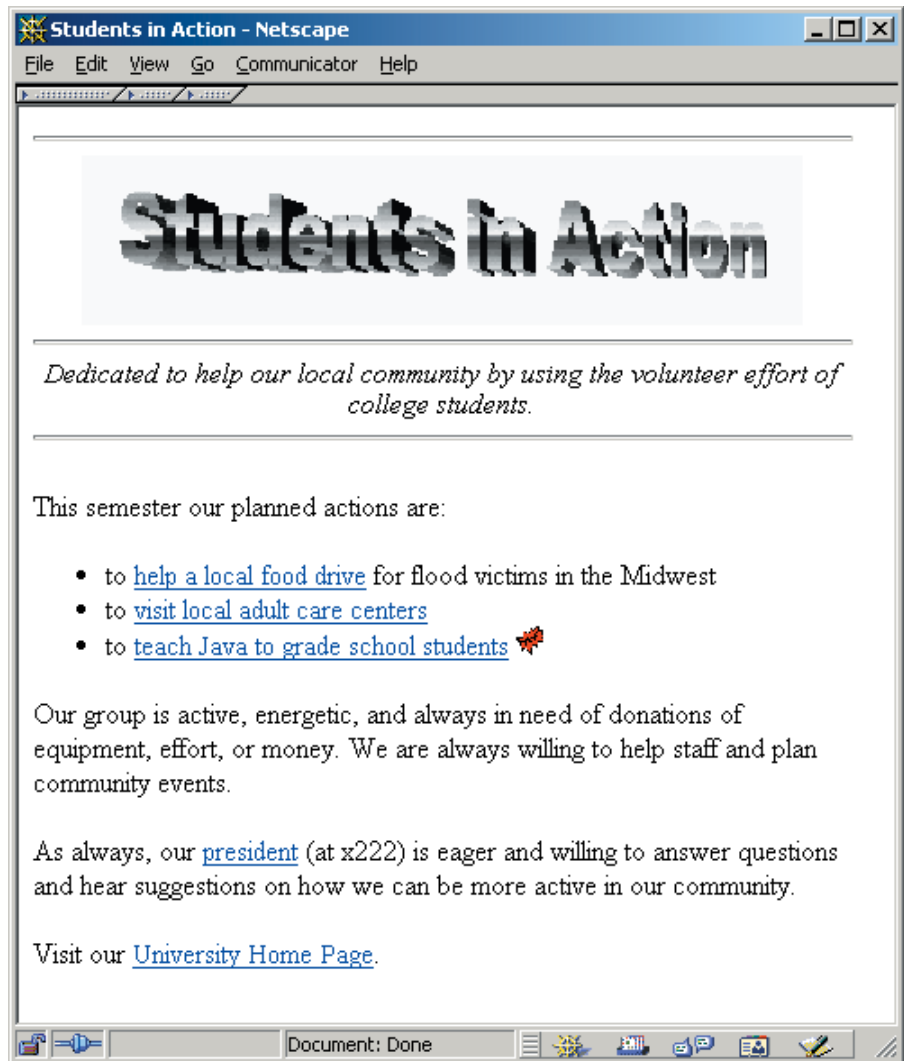 Students in Action - Netscape
File Edit View Go Communicator Help
Students in Action
Dedicated to help our local community by using the volunteer effort of
college students.
This semester our planned actions are:
• to help a local food drive for flood victims in the Midwest
• to visit local adult care centers
• to teach Java to grade school students
Our group is active, energetic, and always in need of donations of
equipment, effort, or money. We are always willing to help staff and plan
community events.
As always, our president (at x222) is eager and willing to answer questions
and hear suggestions on how we can be more active in our community.
Visit our University Home Page.
Document: Done